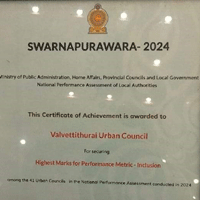 SWARNAPURAWARA- 2024
Ministry of Public Administration, Home Affairs, Provincial Councils and Local Government
National Performance Assessment of Local Authorities
This Certificate of Achievement is awarded to
Valvettithurai Urban Council
for securing
Highest Marks for Performance Metric - Inclusion
among the 41 Urban Councils in the National Performance Assessment conducted in 2024